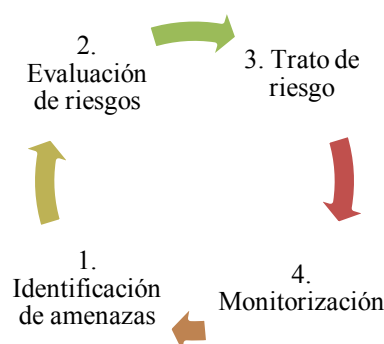 2.
Evaluación
de riesgos
3. Trato de
riesgo
1.
Identificación
de amenazas
4.
Monitorización